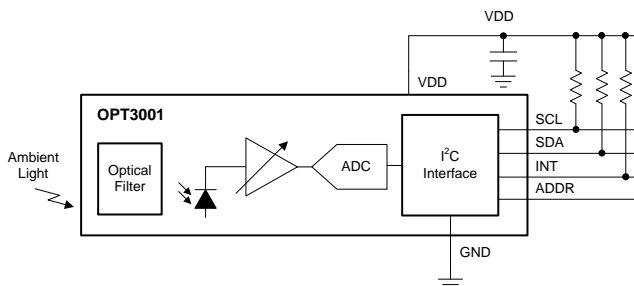 VDD
VDD
OPT3001
SCL
Ambient
Light
Optical
Filter
ADC
I²C
Interface
SDA
INT
ADDR
GND